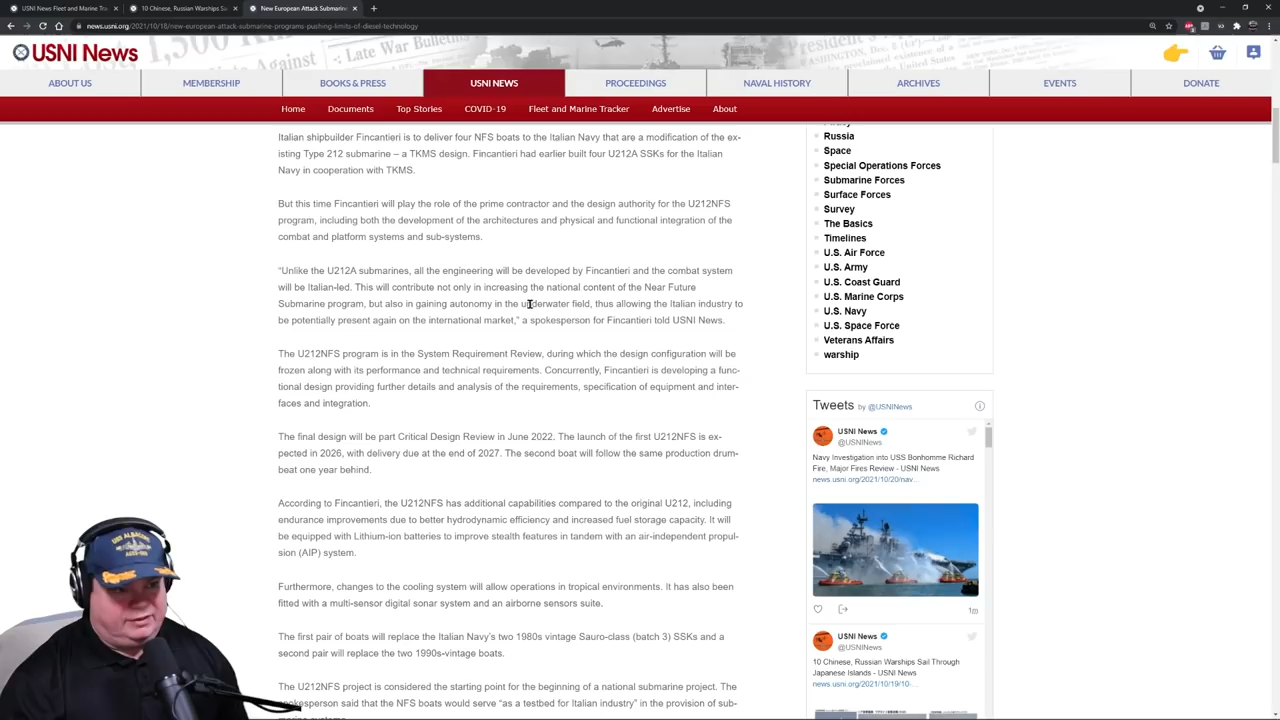 USNI News Fleet and Marine Tra
10 Chinese, Russian Warships Sa
New European Attack Submarine
news.usni.org/2021/10/18/new-european-attack-submarine-programs-pushing-limits-of-diesel-technology
USNI News
ABOUT US
MEMBERSHIP
BOOKS & PRESS
USNI NEWS
PROCEEDINGS
NAVAL HISTORY
ARCHIVES
EVENTS
DONATE
Home
Documents
Top Stories
COVID-19
Fleet and Marine Tracker
Advertise
About
Italian shipbuilder Fincantieri is to deliver four NFS boats to the Italian Navy that are a modification of the ex-
isting Type 212 submarine – a TKMS design. Fincantieri had earlier built four U212A SSKs for the Italian
Navy in cooperation with TKMS.
But this time Fincantieri will play the role of the prime contractor and the design authority for the U212NFS
program, including both the development of the architectures and physical and functional integration of the
combat and platform systems and sub-systems.
“Unlike the U212A submarines, all the engineering will be developed by Fincantieri and the combat system
will be Italian-led. This will contribute not only in increasing the national content of the Near Future
Submarine program, but also in gaining autonomy in the underwater field, thus allowing the Italian industry to
be potentially present again on the international market,” a spokesperson for Fincantieri told USNI News.
The U212NFS program is in the System Requirement Review, during which the design configuration will be
frozen along with its performance and technical requirements. Concurrently, Fincantieri is developing a func-
tional design providing further details and analysis of the requirements, specification of equipment and inter-
faces and integration.
The final design will be part Critical Design Review in June 2022. The launch of the first U212NFS is ex-
pected in 2026, with delivery due at the end of 2027. The second boat will follow the same production drum-
beat one year behind.
According to Fincantieri, the U212NFS has additional capabilities compared to the original U212, including
endurance improvements due to better hydrodynamic efficiency and increased fuel storage capacity. It will
be equipped with Lithium-ion batteries to improve stealth features in tandem with an air-independent propul-
sion (AIP) system.
Furthermore, changes to the cooling system will allow operations in tropical environments. It has also been
fitted with a multi-sensor digital sonar system and an airborne sensors suite.
The first pair of boats will replace the Italian Navy’s two 1980s vintage Sauro-class (batch 3) SSKs and a
second pair will replace the two 1990s-vintage boats.
The U212NFS project is considered the starting point for the beginning of a national submarine project. The
spokesperson said that the NFS boats would serve “as a testbed for Italian industry” in the provision of sub-
Russia
Space
Special Operations Forces
Submarine Forces
Surface Forces
Survey
The Basics
Timelines
U.S. Air Force
U.S. Army
U.S. Coast Guard
U.S. Marine Corps
U.S. Navy
U.S. Space Force
Veterans Affairs
warship
Tweets by @USNINews
USNI News
@USNINews
Navy Investigation into USS Bonhomme Richard
Fire, Major Fires Review - USNI News
news.usni.org/2021/10/20/nav...
1m
USNI News
@USNINews
10 Chinese, Russian Warships Sail Through
Japanese Islands - USNI News
news.usni.org/2021/10/19/10-...
USS ALBACORE